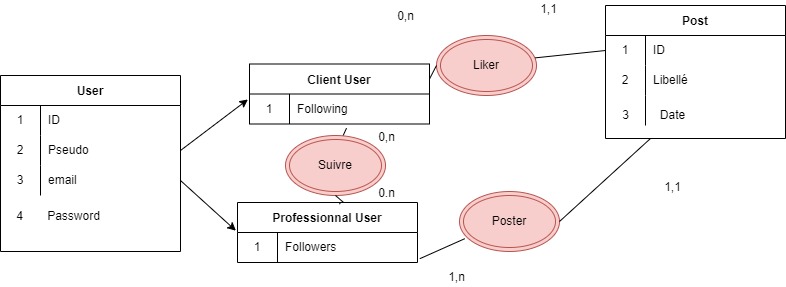 User
1 ID
2 Pseudo
3 email
4 Password
Client User
1 Following
Professionnal User
1 Followers
Post
1 ID
2 Libellé
3 Date
0,n
Liker
1,1
0,n
Suivre
0.n
Poster
1,n
1,1